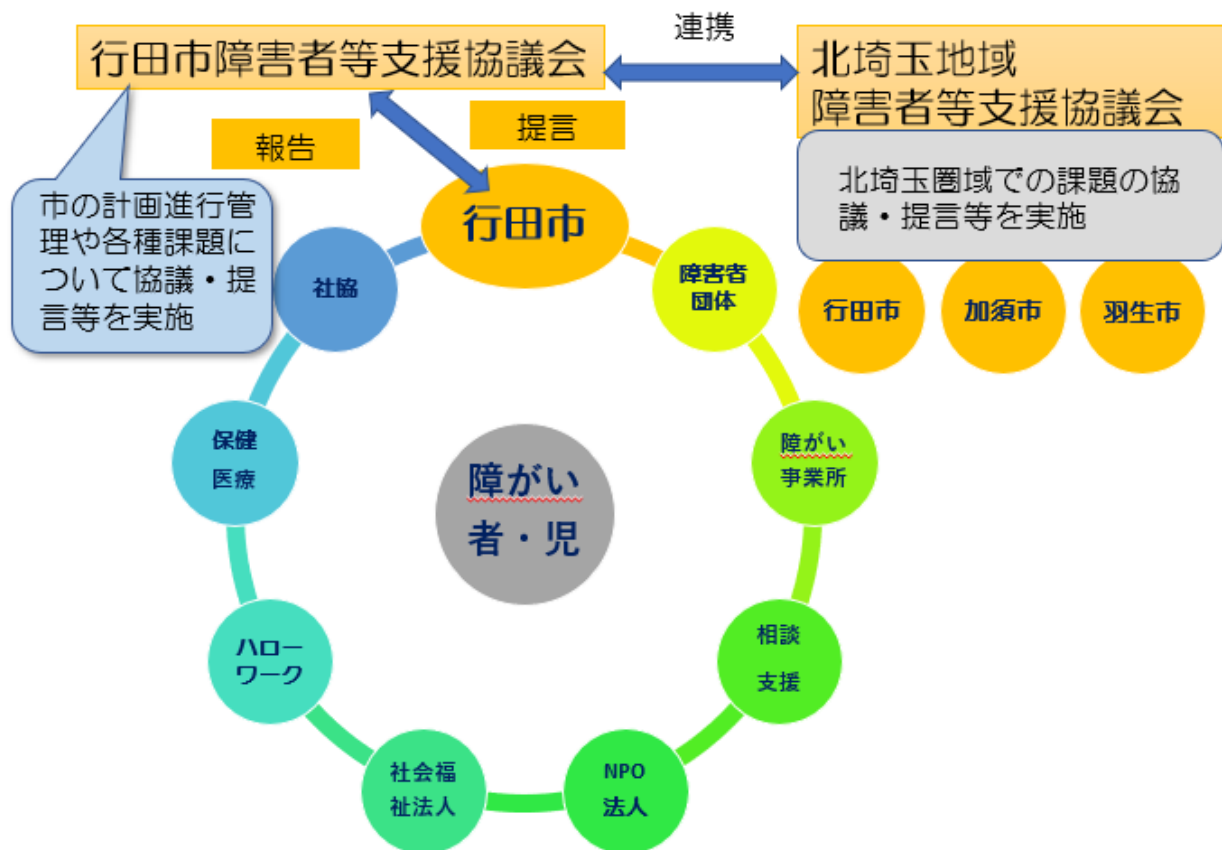 行田市障害者等支援協議会
連携
北埼玉地域
障害者等支援協議会
報告
提言
市の計画進行管
理や各種課題に
ついて協議・提
言等を実施
北埼玉圏域での課題の協
議・提言等を実施
行田市
加須市
羽生市
行田市
障害者
団体
障がい
事業所
相談
支援
NPO
法人
社会福
祉法人
ハロー
ワーク
保健
医療
社協
障がい
者・児